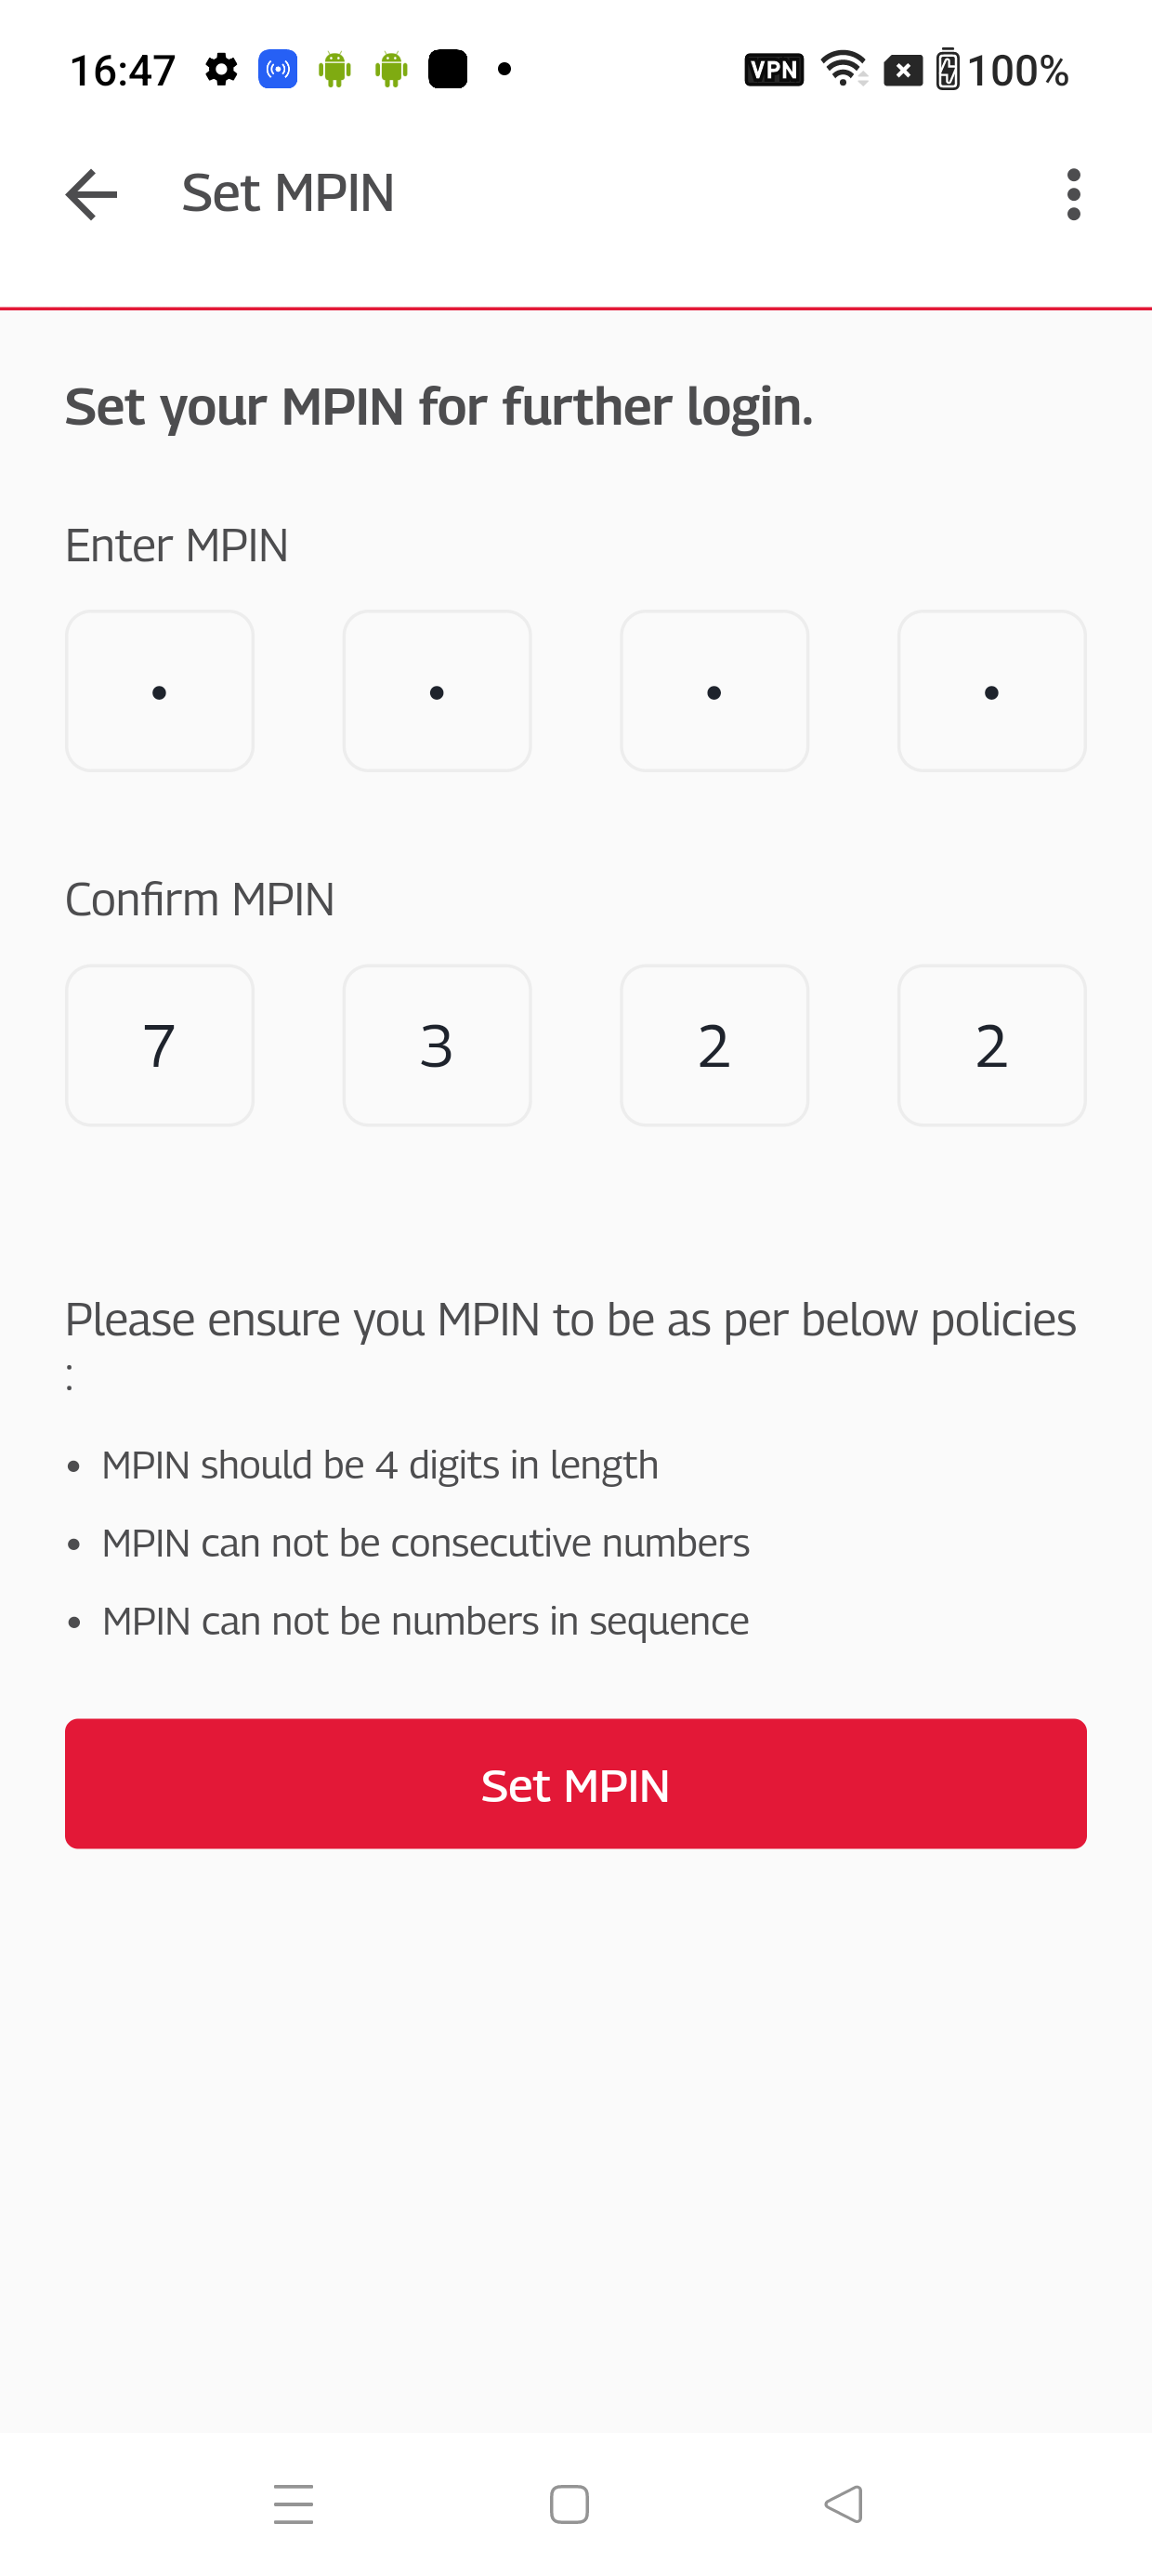 16:47
VPN
100%
Set MPIN
Set your MPIN for further login.
Enter MPIN
Confirm MPIN
7 3 2 2
Please ensure you MPIN to be as per below policies
:
• MPIN should be 4 digits in length
• MPIN can not be consecutive numbers
• MPIN can not be numbers in sequence
Set MPIN